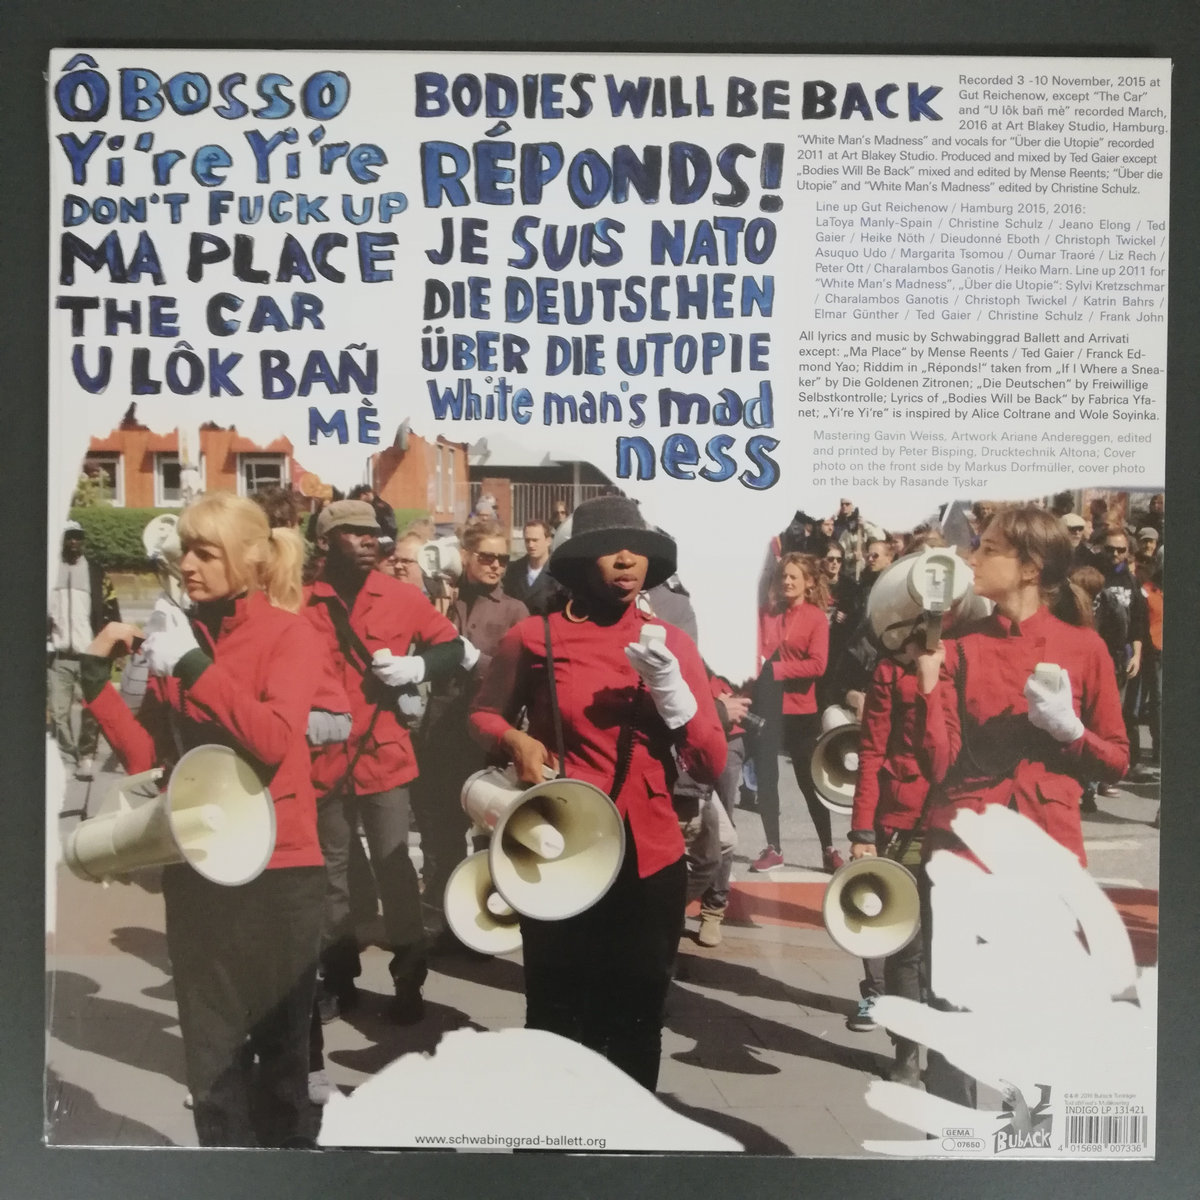 Ô BOSSO
Yi're Yi're
DON'T FUCK UP
MA PLACE
THE CAR
U LÔK BAÑ
MÈ
BODIES WILL BE BACK
RÉPONDS!
JE SUIS NATO
DIE DEUTSCHEN
ÜBER DIE UTOPIE
White man's mad
ness
Recorded 3 -10 November, 2015 at
Gut Reichenow, except "The Car"
and "U lôk bañ mè" recorded March,
2016 at Art Blakey Studio, Hamburg.
"White Man's Madness" and vocals for "Über die Utopie" recorded
2011 at Art Blakey Studio. Produced and mixed by Ted Gaier except
„Bodies Will Be Back" mixed and edited by Mense Reents; "Über die
Utopie" and "White Man's Madness" edited by Christine Schulz.
Line up Gut Reichenow / Hamburg 2015, 2016:
LaToya Manly-Spain / Christine Schulz / Jeano Elong / Ted
Gaier / Heike Nöth / Dieudonné Eboth / Christoph Twickel /
Asuquo Udo / Margarita Tsomou / Oumar Traoré / Liz Rech /
Peter Ott / Charalambos Ganotis / Heiko Marn. Line up 2011 for
"White Man's Madness", „Über die Utopie": Sylvi Kretzschmar
/ Charalambos Ganotis / Christoph Twickel / Katrin Bahrs /
Elmar Günther / Ted Gaier / Christine Schulz / Frank John
All lyrics and music by Schwabinggrad Ballett and Arrivati
except: „Ma Place" by Mense Reents / Ted Gaier / Franck Ed-
mond Yao; Riddim in „Réponds!" taken from „If I Where a Snea-
ker" by Die Goldenen Zitronen; „Die Deutschen" by Freiwillige
Selbstkontrolle; Lyrics of „Bodies Will be Back" by Fabrica Yfa-
net; „Yi're Yi're" is inspired by Alice Coltrane and Wole Soyinka.
Mastering Gavin Weiss, Artwork Ariane Andereggen, edited
and printed by Peter Bisping, Drucktechnik Altona; Cover
photo on the front side by Markus Dorfmüller, cover photo
on the back by Rasande Tyskar
www.schwabinggrad-ballett.org
GEMA
07650
BUBACK
INDIGO LP 131421
4 015698 007336